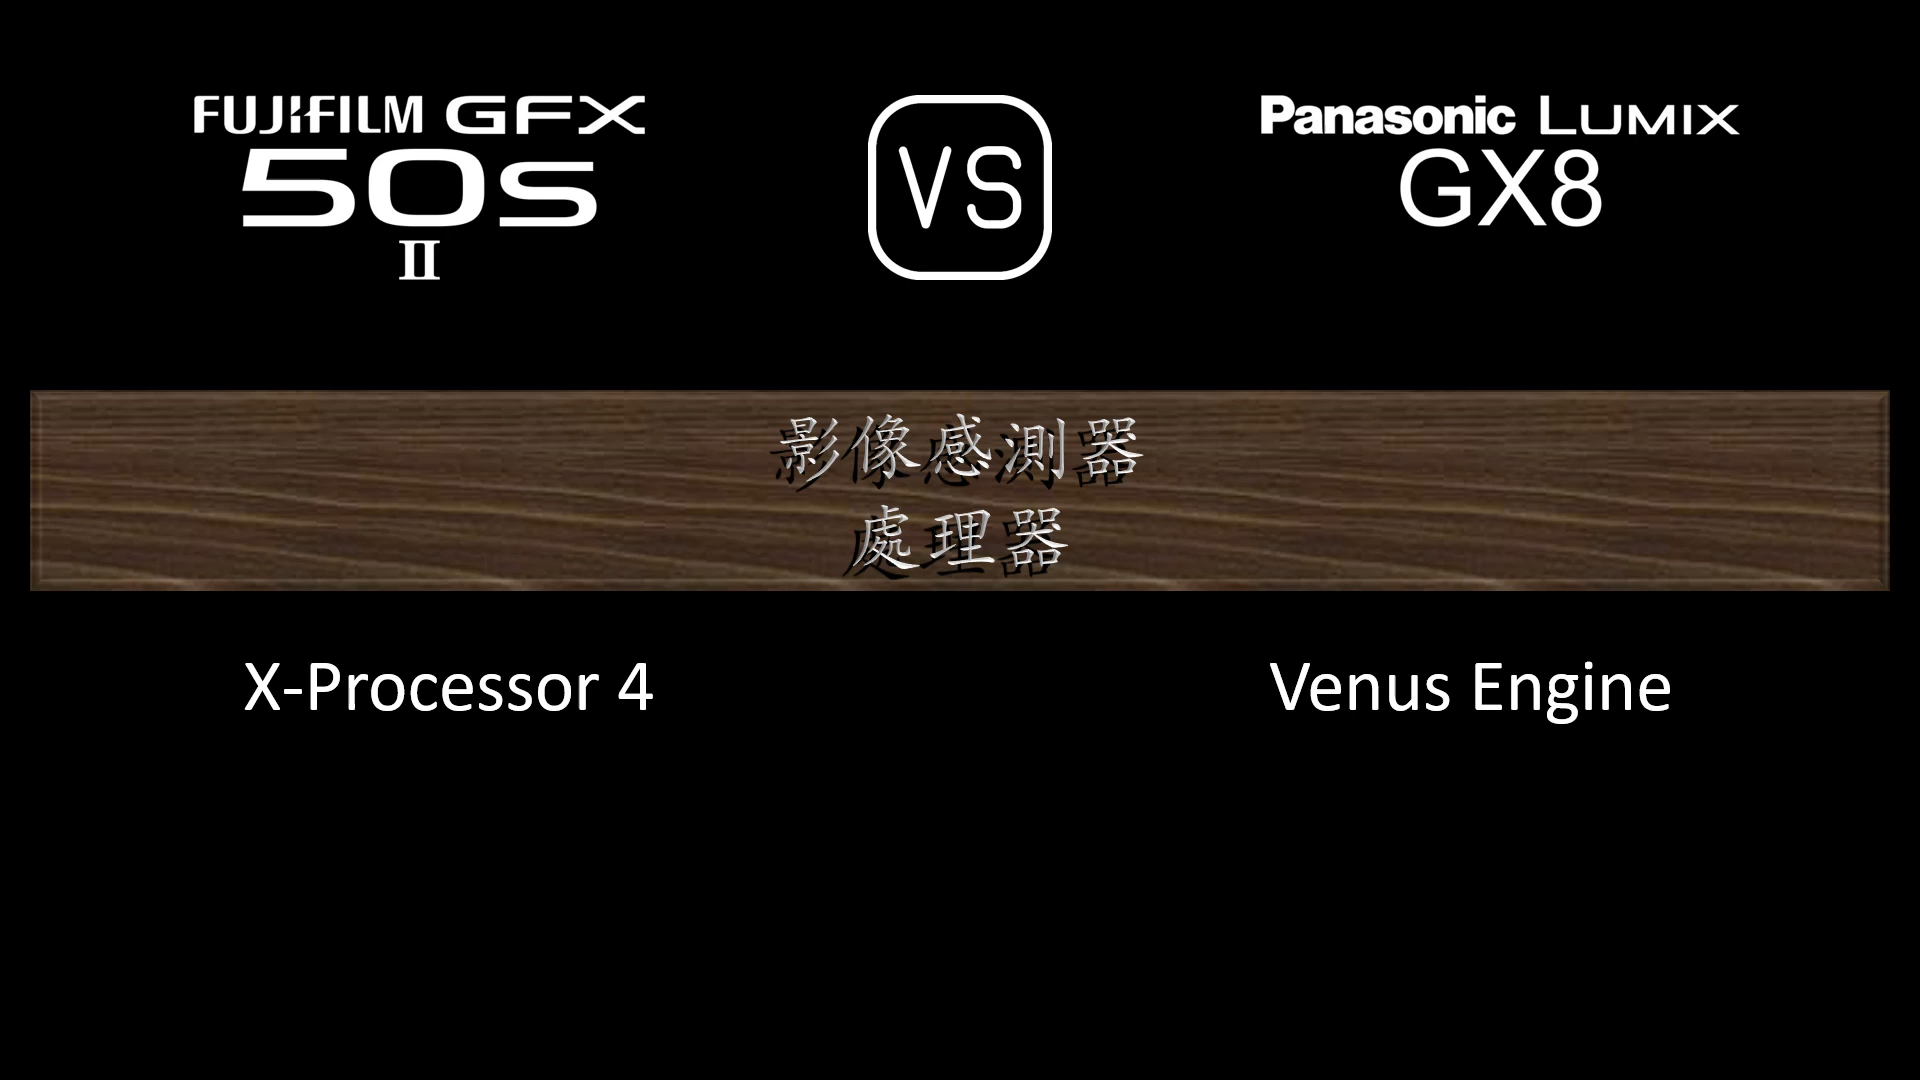 FUJIFILM GFX
50S
II
VS
Panasonic LUMIX
GX8
影像感測器
處理器
X-Processor 4
Venus Engine